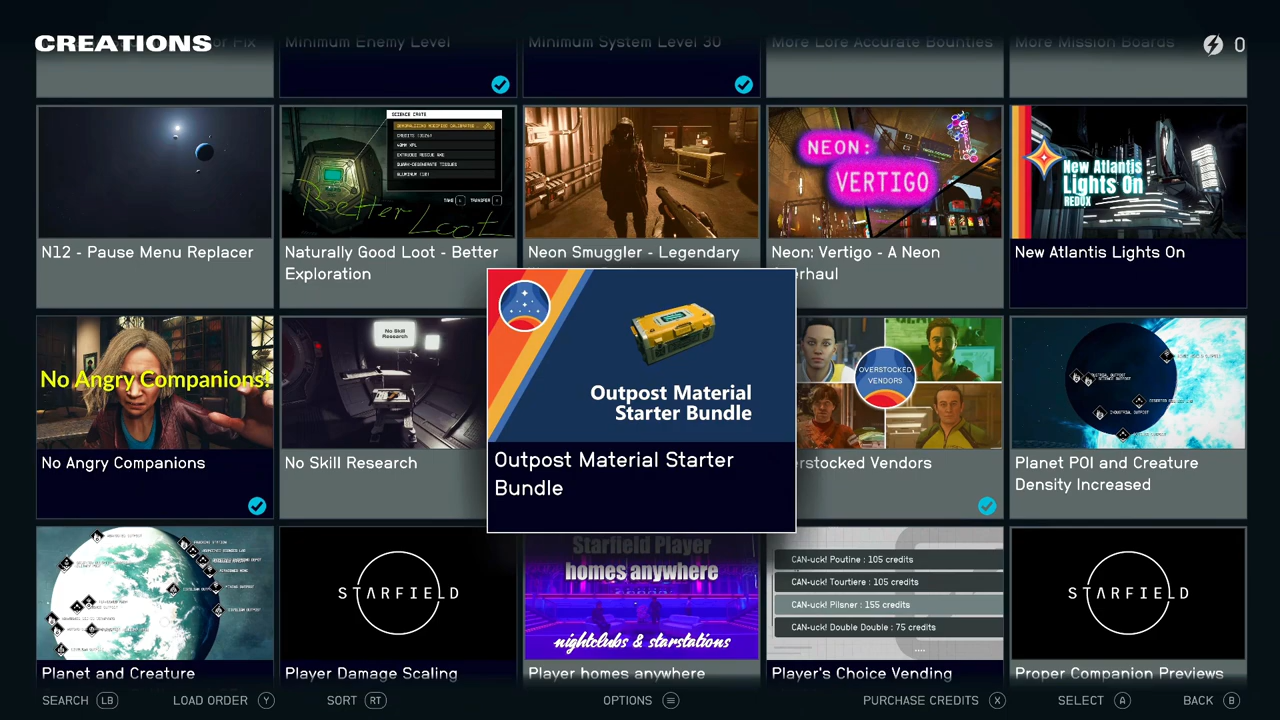 CREATIONS
0
Minimum Enemy Level
Minimum System Level 30
More Lore Accurate Bounties
More Mission Boards
SCIENCE CRATE
Better Loot
NEON:
VERTIGO
New Atlantis
Lights On
REDUX
N12 - Pause Menu Replacer
Naturally Good Loot - Better
Exploration
Neon Smuggler - Legendary
Neon: Vertigo - A Neon
New Atlantis Lights On
No Angry Companions!
No Skill
Research
Outpost Material
Starter Bundle
OVERSTOCKED
VENDORS
No Angry Companions
No Skill Research
Outpost Material Starter
Bundle
Planet POI and Creature
Density Increased
STARFIELD
Starfield Player
homes anywhere
nightclubs & starstations
CAN-uck! Poutine : 105 credits
CAN-uck! Tourtiere : 105 credits
CAN-uck! Pilsner : 155 credits
CAN-uck! Double Double : 75 credits
....
STARFIELD
Planet and Creature
Player Damage Scaling
Player homes anywhere
Player's Choice Vending
Proper Companion Previews
SEARCH LB
LOAD ORDER Y
SORT RT
OPTIONS
PURCHASE CREDITS X
SELECT A
BACK B